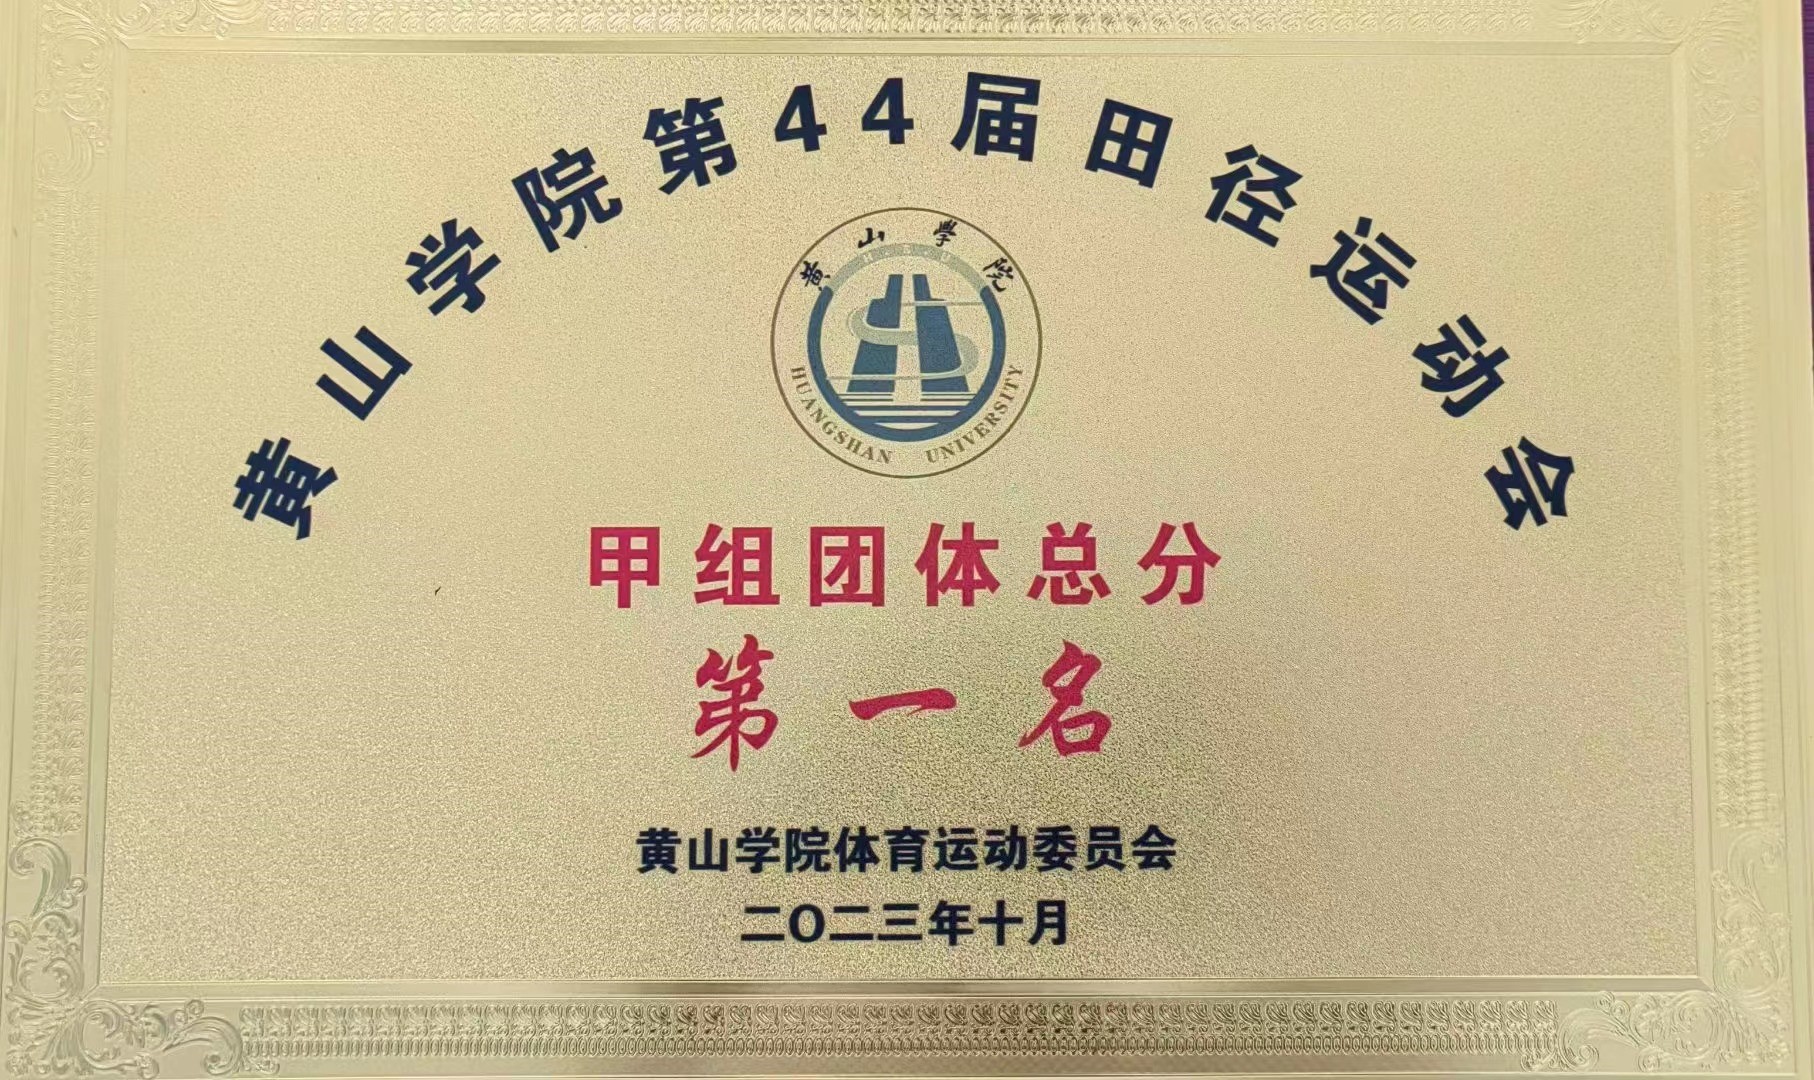 黄山学院第44届田径运动会
黄山學院
HUANGSHAN UNIVERSITY
甲组团体总分
第一名
黄山学院体育运动委员会
二〇二三年十月